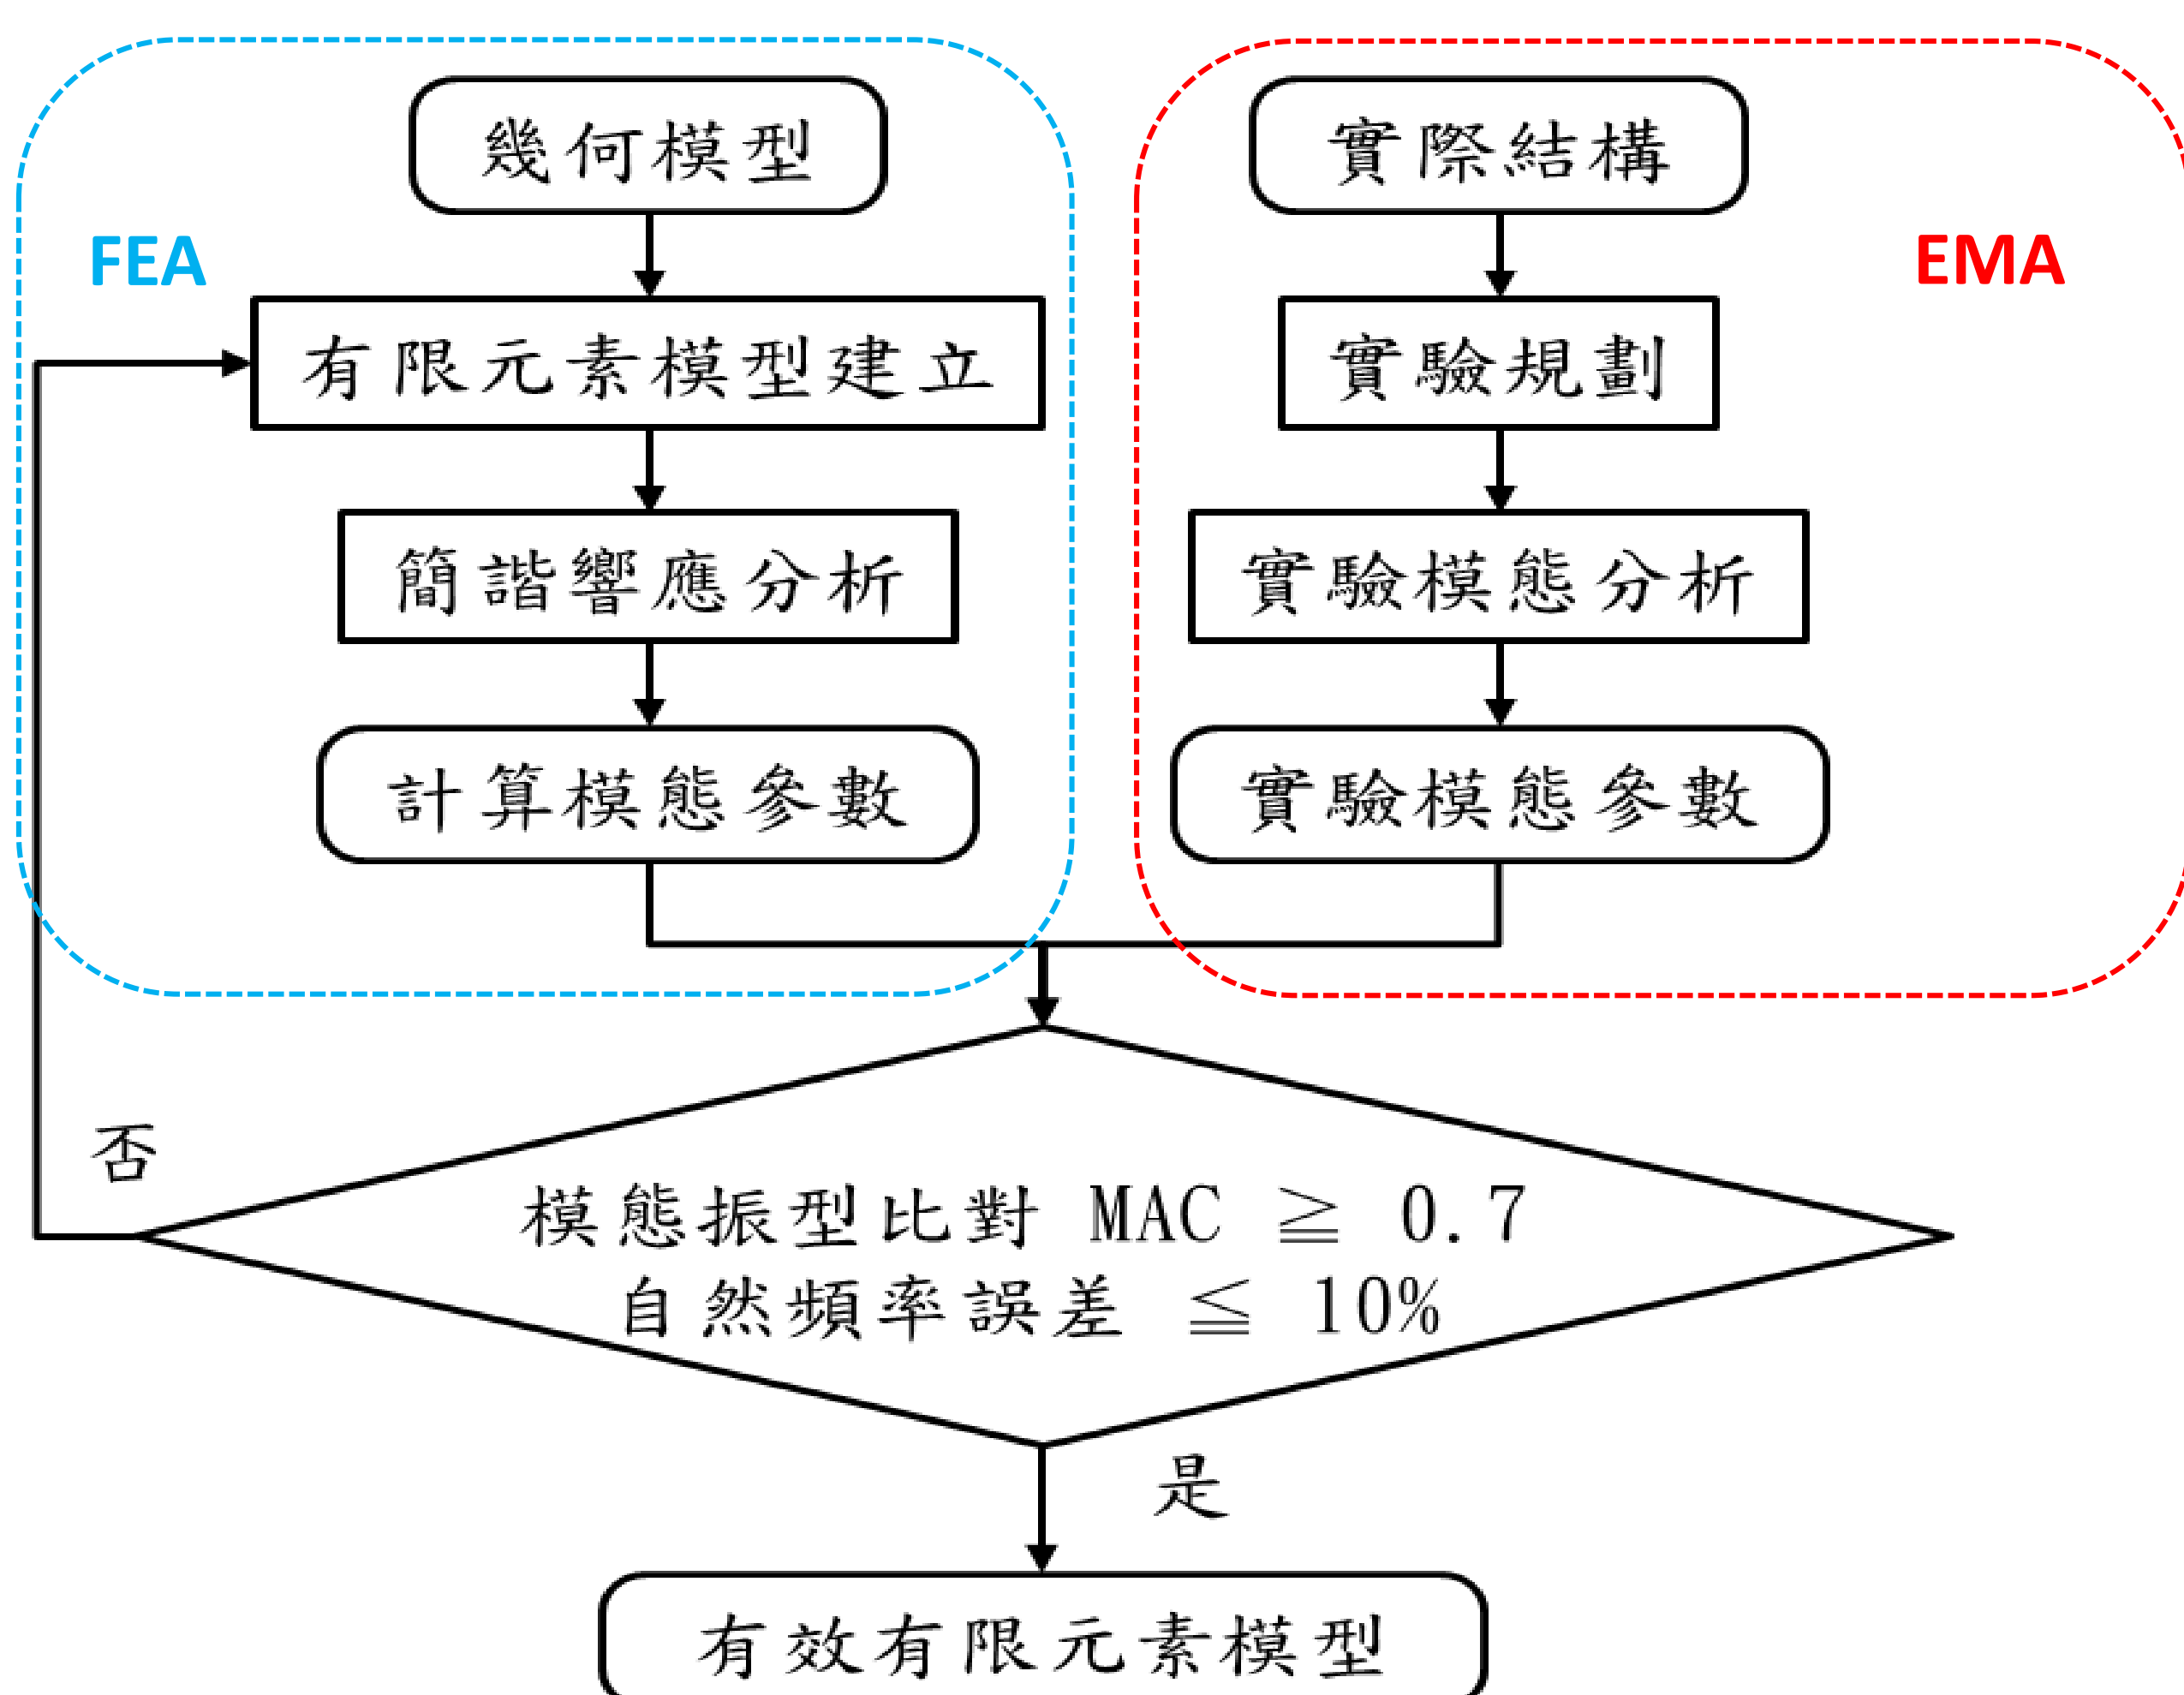 FEA
幾何模型
有限元素模型建立
簡諧響應分析
計算模態參數
EMA
實際結構
實驗規劃
實驗模態分析
實驗模態參數
否
模態振型比對 MAC ≧ 0.7
自然頻率誤差 ≦ 10%
是
有效有限元素模型